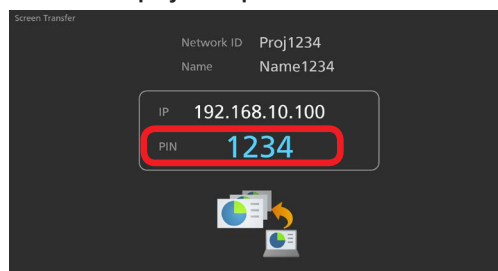 Screen Transfer
Network ID Proj1234
Name Name1234
IP 192.168.10.100
PIN 1234